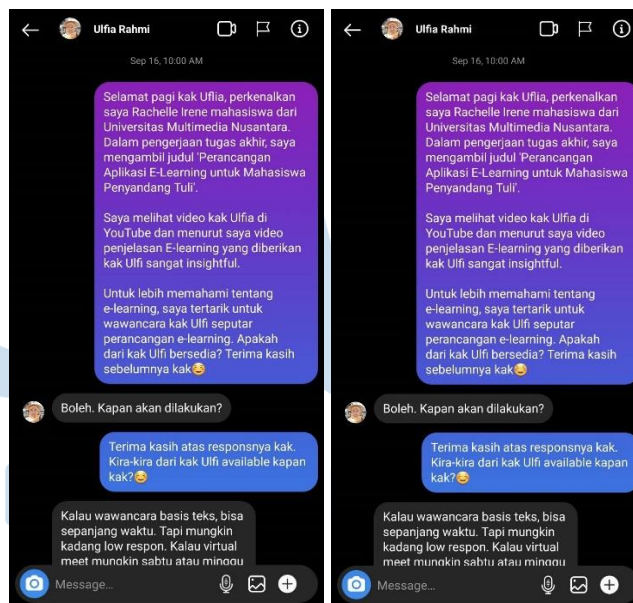 Ulfia Rahmi
Sep 16, 10:00 AM
Selamat pagi kak Uflia, perkenalkan
saya Rachelle Irene mahasiswa dari
Universitas Multimedia Nusantara.
Dalam pengerjaan tugas akhir, saya
mengambil judul 'Perancangan
Aplikasi E-Learning untuk Mahasiswa
Penyandang Tuli'.
Saya melihat video kak Ulfia di
YouTube dan menurut saya video
penjelasan E-learning yang diberikan
kak Ulfi sangat insightful.
Untuk lebih memahami tentang
e-learning, saya tertarik untuk
wawancara kak Ulfi seputar
perancangan e-learning. Apakah
dari kak Ulfi bersedia? Terima kasih
sebelumnya kak😊
Boleh. Kapan akan dilakukan?
Terima kasih atas responsnya kak.
Kira-kira dari kak Ulfi available kapan
kak?😊
Kalau wawancara basis teks, bisa
sepanjang waktu. Tapi mungkin
kadang low respon. Kalau virtual
meet mungkin sabtu atau minggu
Message...
Ulfia Rahmi
Sep 16, 10:00 AM
Selamat pagi kak Uflia, perkenalkan
saya Rachelle Irene mahasiswa dari
Universitas Multimedia Nusantara.
Dalam pengerjaan tugas akhir, saya
mengambil judul 'Perancangan
Aplikasi E-Learning untuk Mahasiswa
Penyandang Tuli'.
Saya melihat video kak Ulfia di
YouTube dan menurut saya video
penjelasan E-learning yang diberikan
kak Ulfi sangat insightful.
Untuk lebih memahami tentang
e-learning, saya tertarik untuk
wawancara kak Ulfi seputar
perancangan e-learning. Apakah
dari kak Ulfi bersedia? Terima kasih
sebelumnya kak😊
Boleh. Kapan akan dilakukan?
Terima kasih atas responsnya kak.
Kira-kira dari kak Ulfi available kapan
kak?😊
Kalau wawancara basis teks, bisa
sepanjang waktu. Tapi mungkin
kadang low respon. Kalau virtual
meet mungkin sabtu atau minggu
Message...